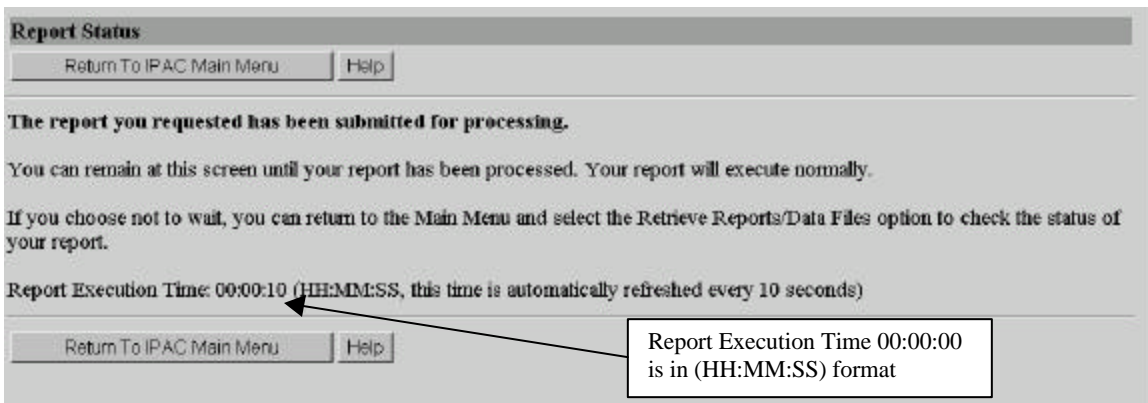 Report Status
Return To IPAC Main Menu Help
The report you requested has been submitted for processing.
You can remain at this screen until your report has been processed. Your report will execute normally.
If you choose not to wait, you can return to the Main Menu and select the Retrieve Reports/Data Files option to check the status of
your report.
Report Execution Time: 00:00:10 (HH:MM:SS, this time is automatically refreshed every 10 seconds)
Return To IPAC Main Menu Help
Report Execution Time 00:00:00
is in (HH:MM:SS) format